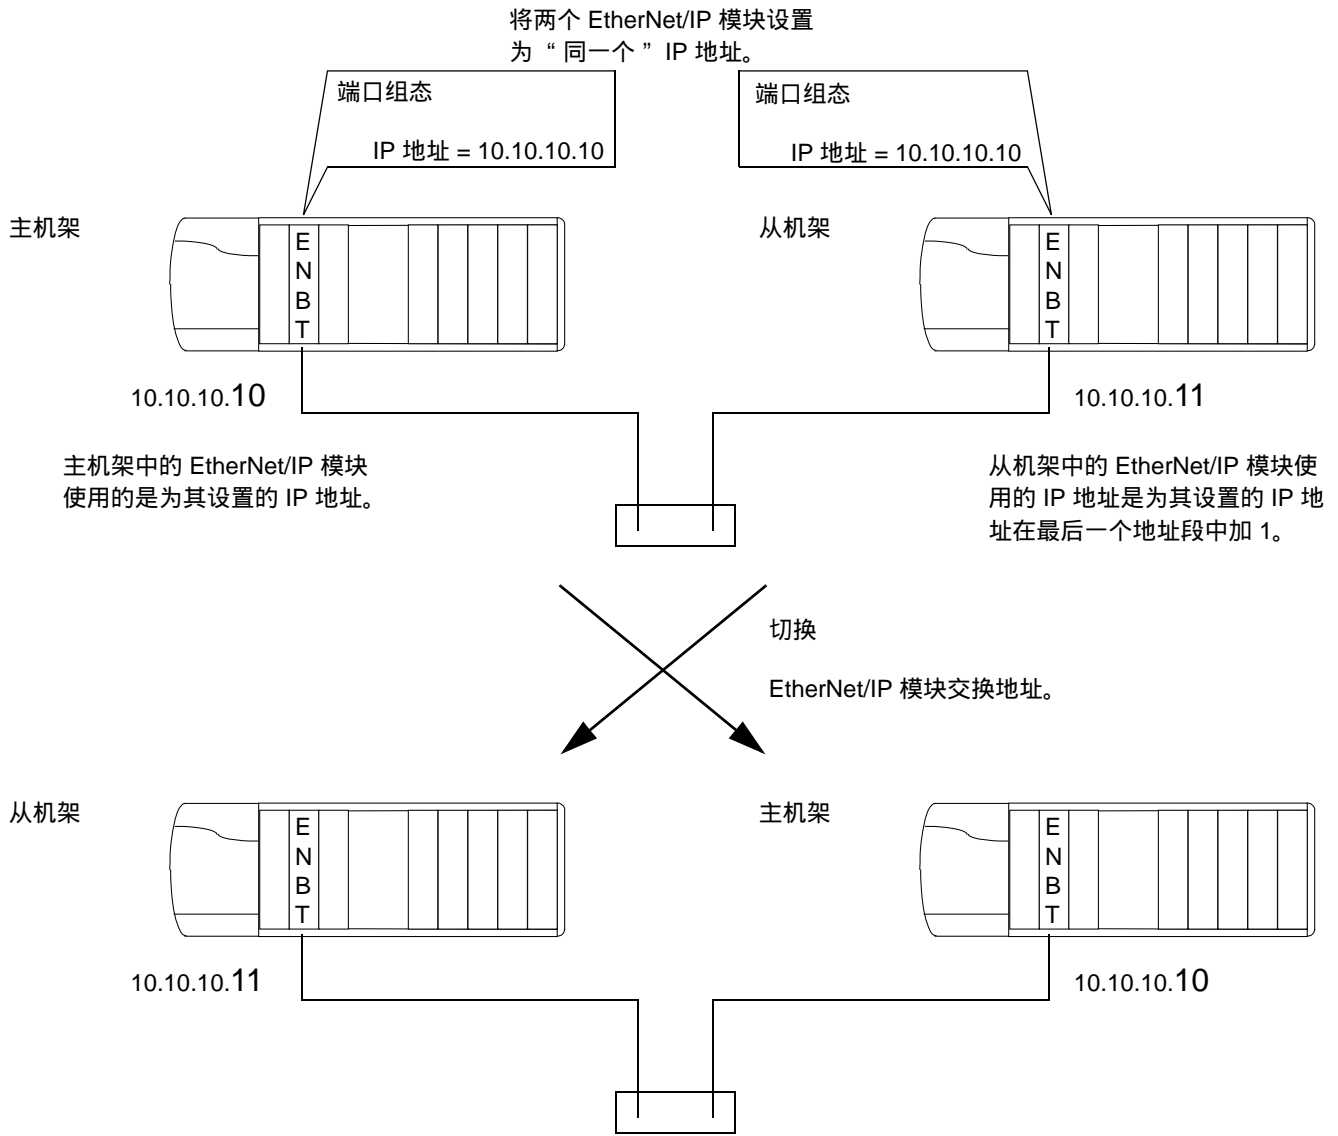 将两个 EtherNet/IP 模块设置
为“ 同一个 ” IP 地址。
端口组态
IP 地址 = 10.10.10.10
端口组态
IP 地址 = 10.10.10.10
主机架
E
N
B
T
从机架
E
N
B
T
10.10.10.10
10.10.10.11
主机架中的 EtherNet/IP 模块
使用的是为其设置的 IP 地址。
从机架中的 EtherNet/IP 模块使
用的 IP 地址是为其设置的 IP 地
址在最后一个地址段中加 1。
切换
EtherNet/IP 模块交换地址。
从机架
E
N
B
T
主机架
E
N
B
T
10.10.10.11
10.10.10.10